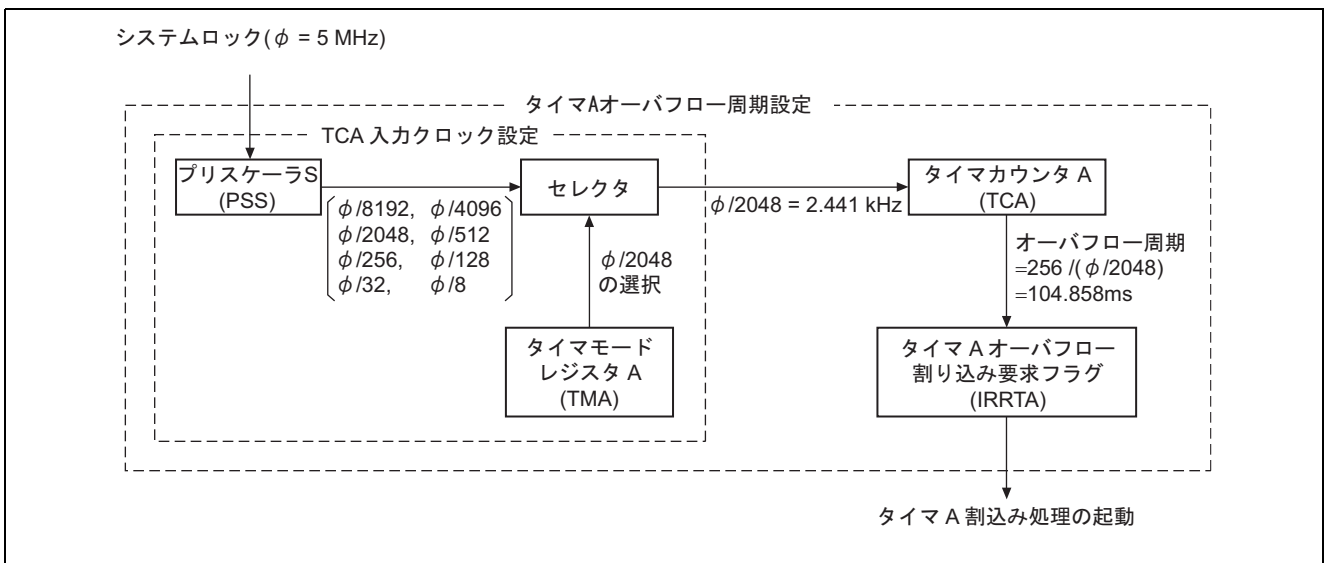 システムロック(φ = 5 MHz)
タイマAオーバフロー周期設定
TCA 入力クロック設定
プリスケーラS
(PSS)
φ/8192, φ/4096
φ/2048, φ/512
φ/256, φ/128
φ/32, φ/8
セレクタ
φ/2048
の選択
タイマモード
レジスタ A
(TMA)
φ/2048 = 2.441 kHz
タイマカウンタ A
(TCA)
オーバフロー周期
=256 /(φ/2048)
=104.858ms
タイマ A オーバフロー
割り込み要求フラグ
(IRRTA)
タイマ A 割込み処理の起動